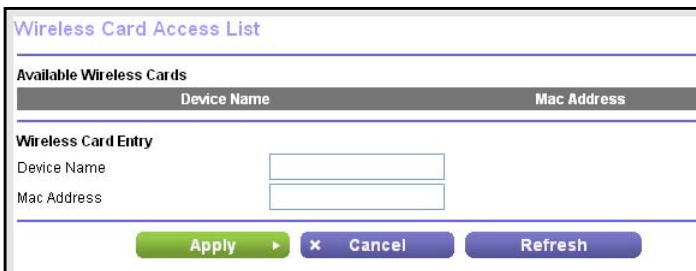 Wireless Card Access List
Available Wireless Cards
Device Name Mac Address
Wireless Card Entry
Device Name
Mac Address
Apply Cancel Refresh